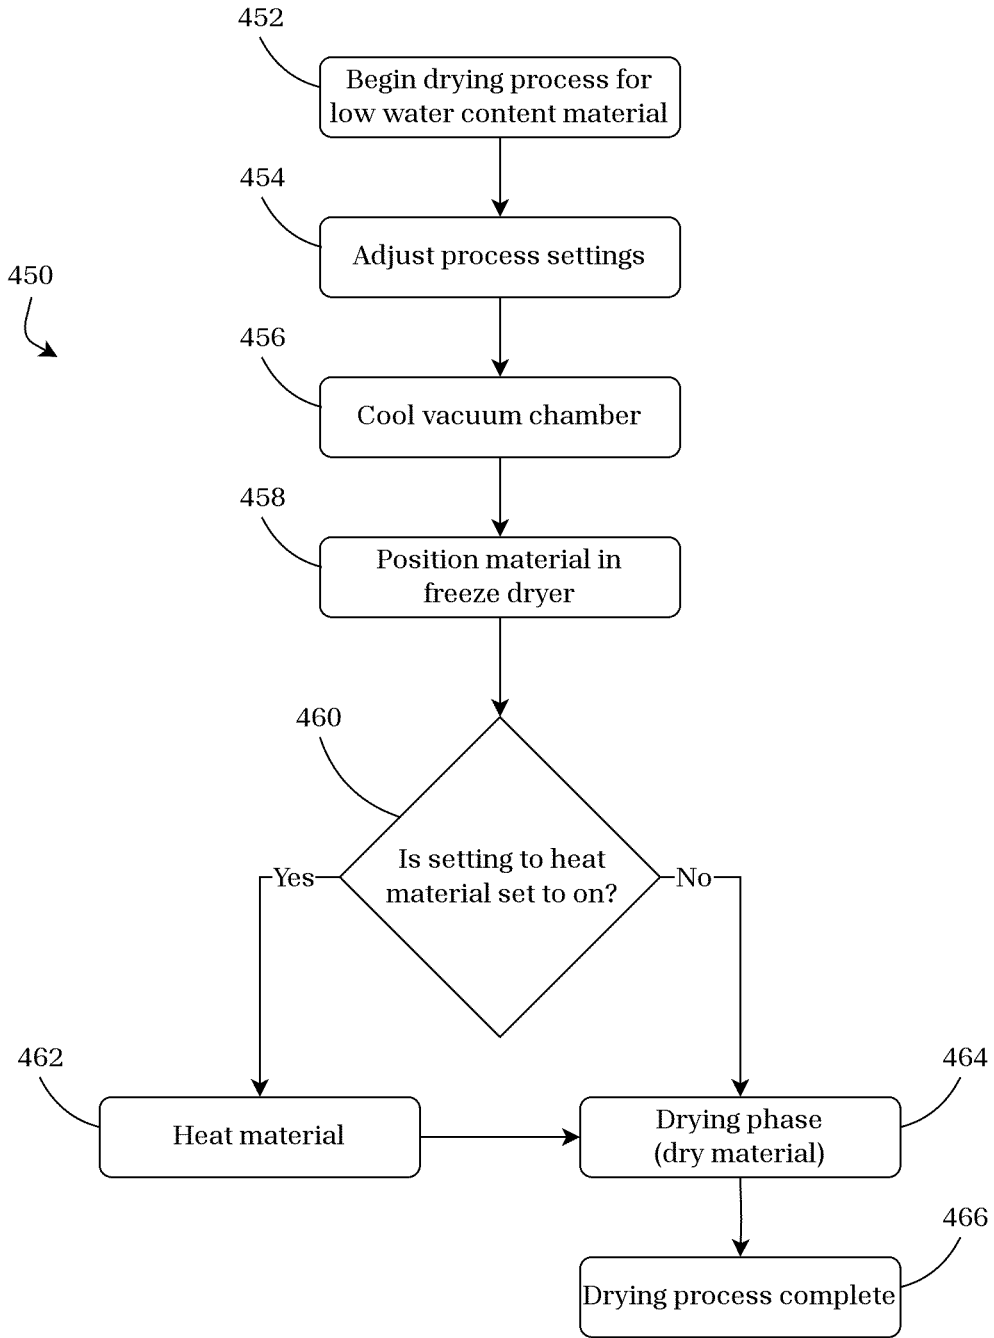 452
Begin drying process for
low water content material
454
Adjust process settings
450
456
Cool vacuum chamber
458
Position material in
freeze dryer
460
Is setting to heat
material set to on?
Yes
No
462
464
Heat material
Drying phase
(dry material)
466
Drying process complete